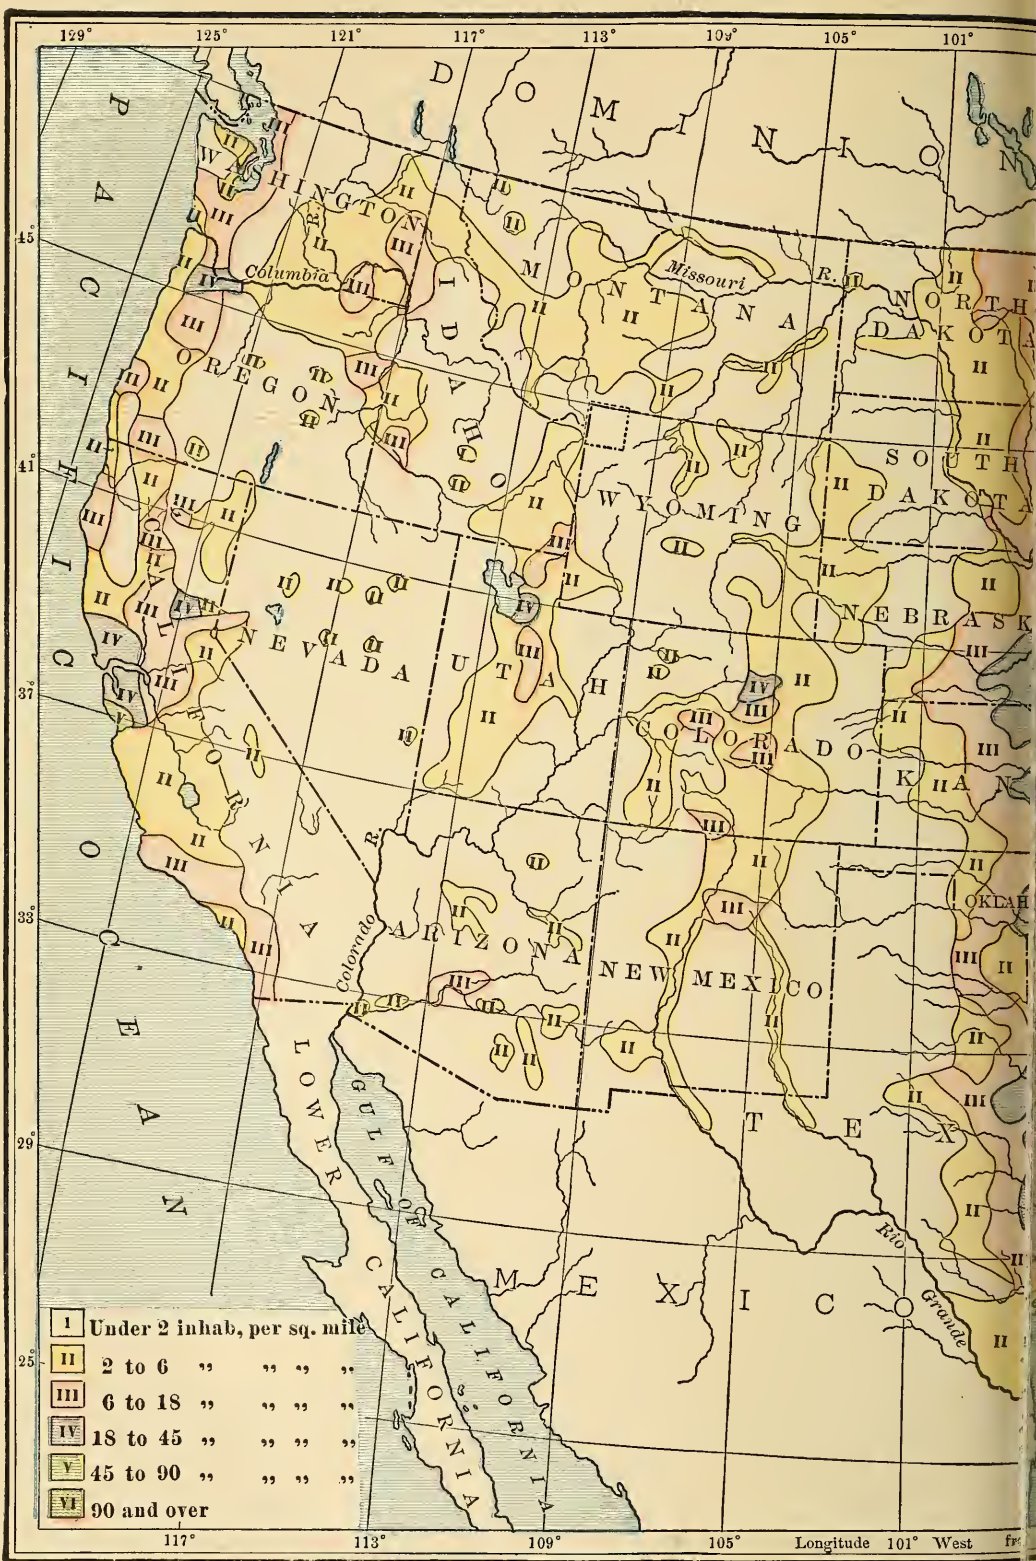 129° 125° 121° 117° 113° 109° 105° 101°
DOMINION
PACIFIC OCEAN
WASHINGTON
Columbia R.
OREGON
IDAHO
MONTANA
Missouri R.
NORTH
DAKOTA
SOUTH
DAKOTA
WYOMING
NEBRASK
NEVADA
UTAH
COLORADO
KAN
CALIFORNIA
Colorado R.
ARIZONA
NEW MEXICO
OKLAH
TEX
LOWER CALIFORNIA
GULF OF CALIFORNIA
MEXICO
Rio Grande
45°
41°
37°
33°
29°
25°
I Under 2 inhab, per sq. mile
II 2 to 6 ,, ,, ,, ,,
III 6 to 18 ,, ,, ,, ,,
IV 18 to 45 ,, ,, ,, ,,
V 45 to 90 ,, ,, ,, ,,
VI 90 and over
117° 113° 109° 105° Longitude 101° West